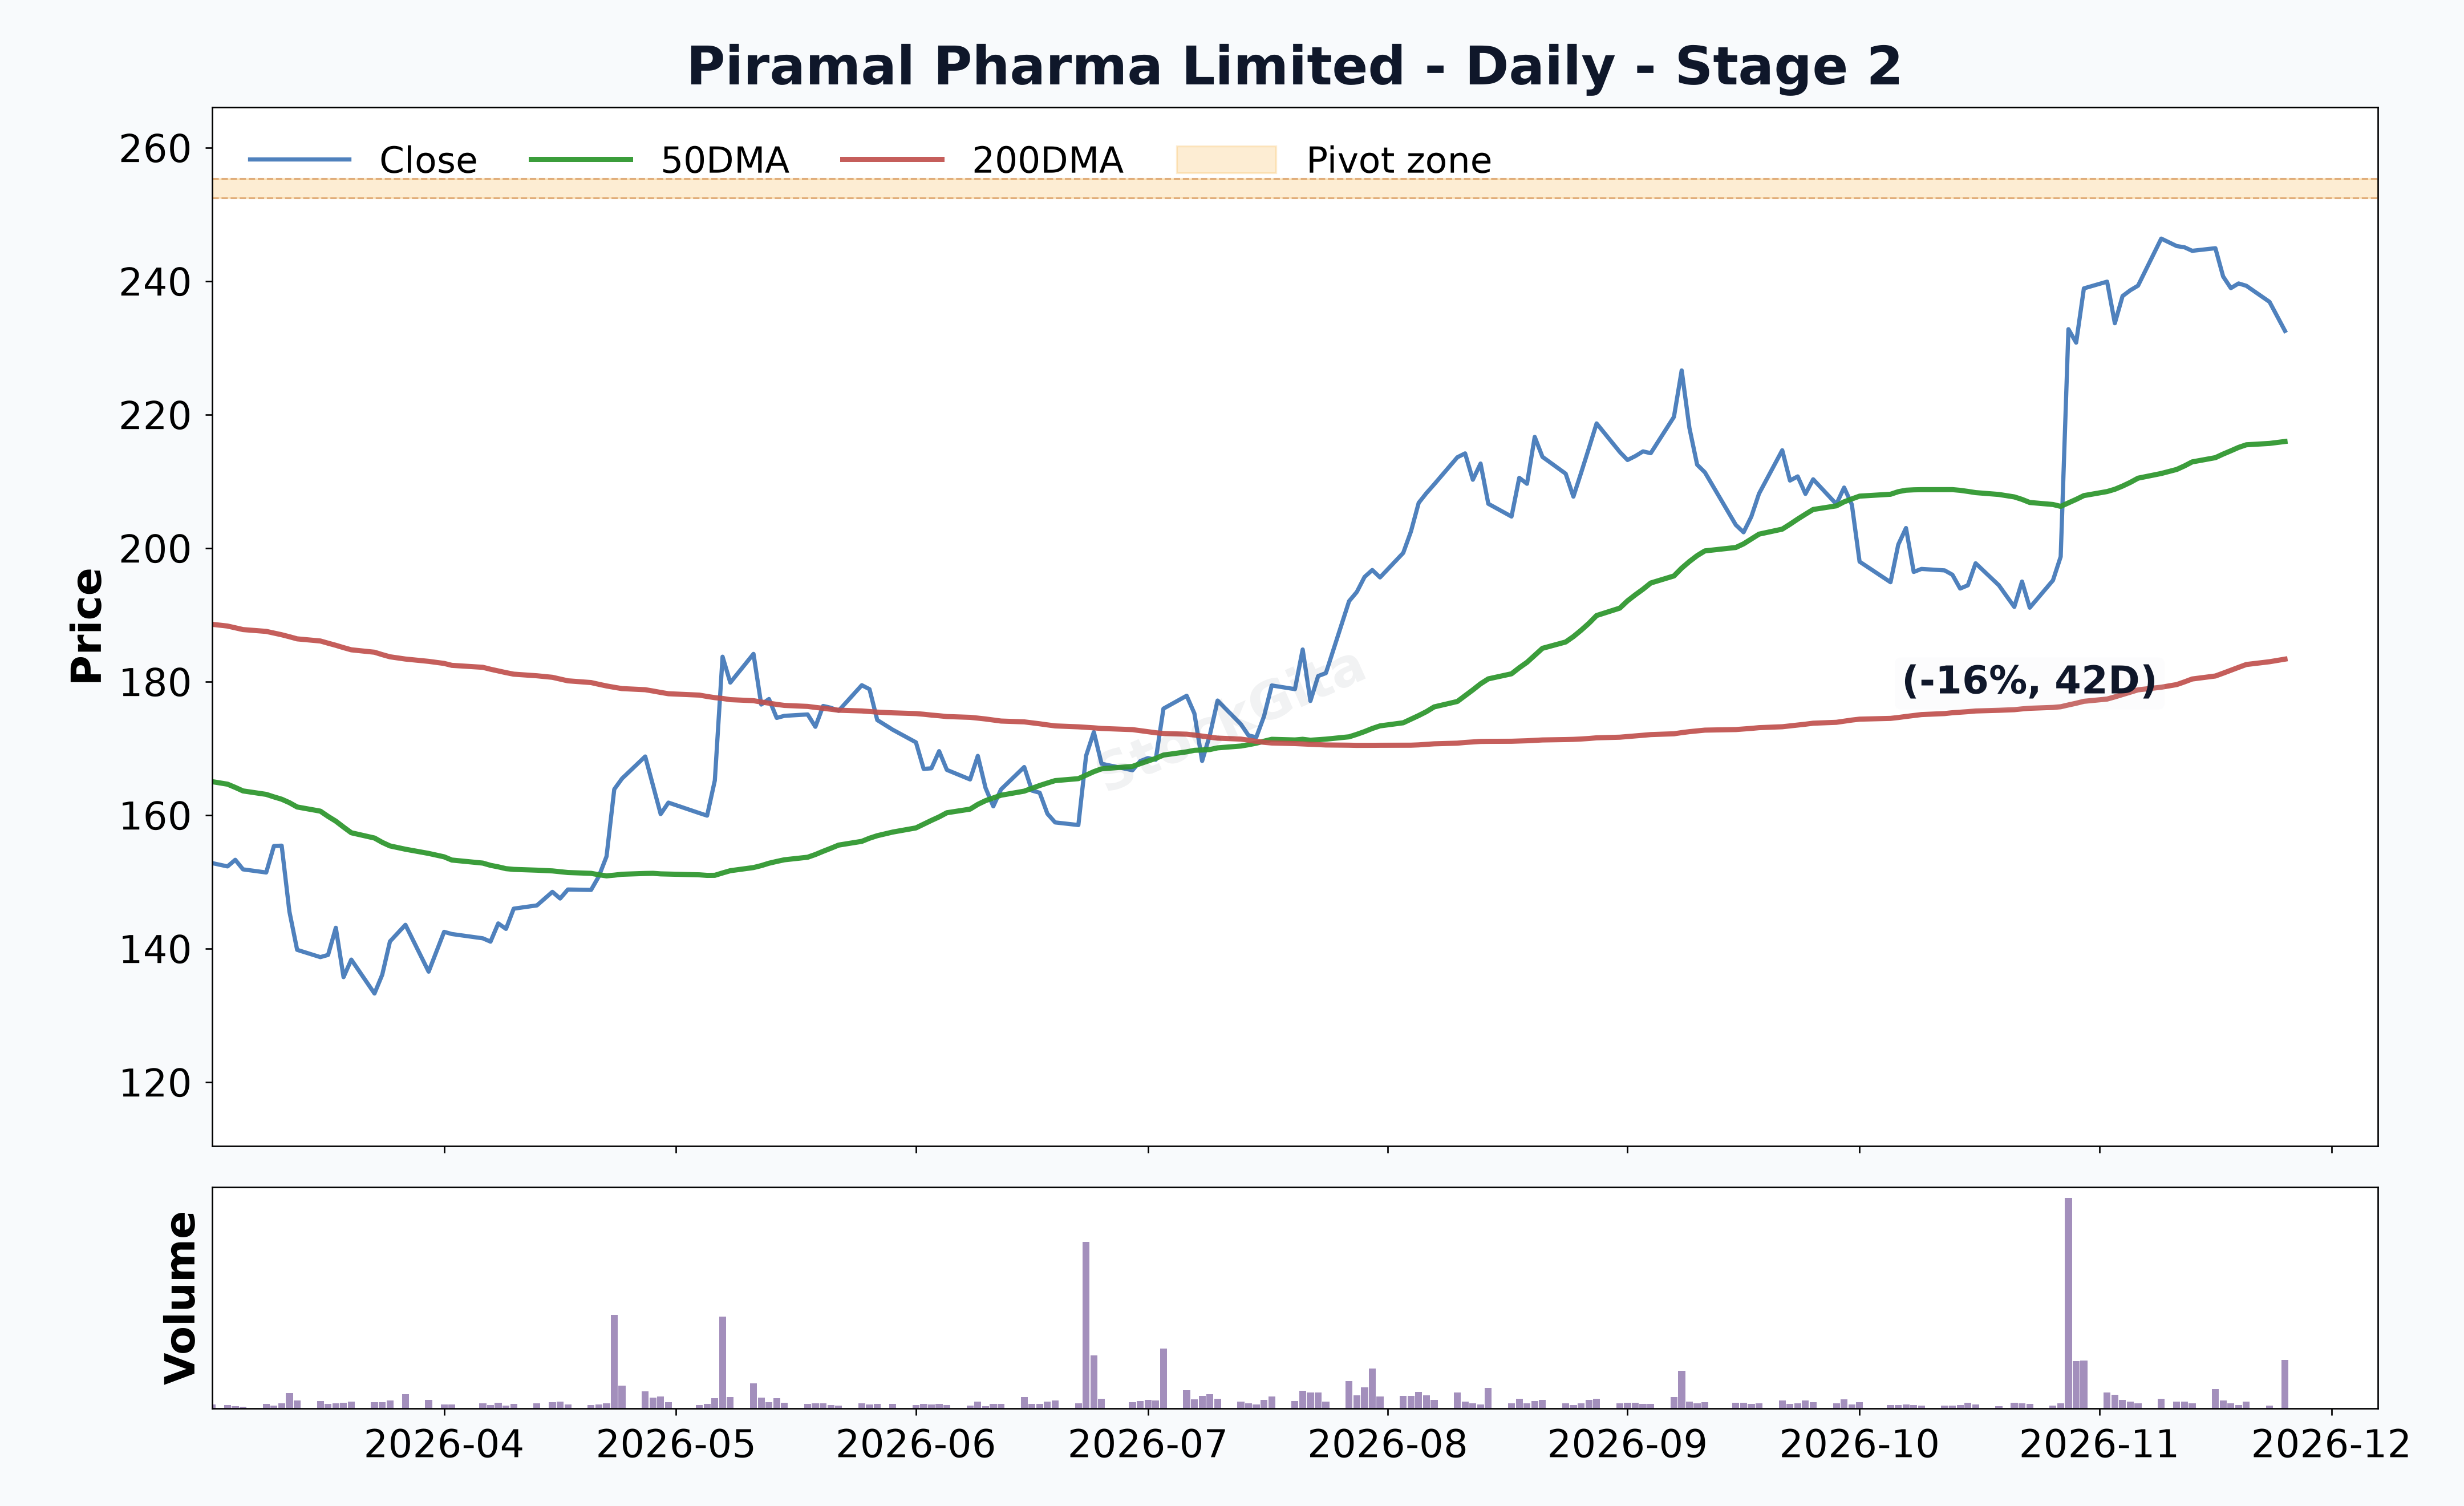 Piramal Pharma Limited - Daily - Stage 2
Close 50DMA 200DMA Pivot zone
Price
260
240
220
200
180
160
140
120
(-16%, 42D)
StockGita
Volume
2026-04 2026-05 2026-06 2026-07 2026-08 2026-09 2026-10 2026-11 2026-12